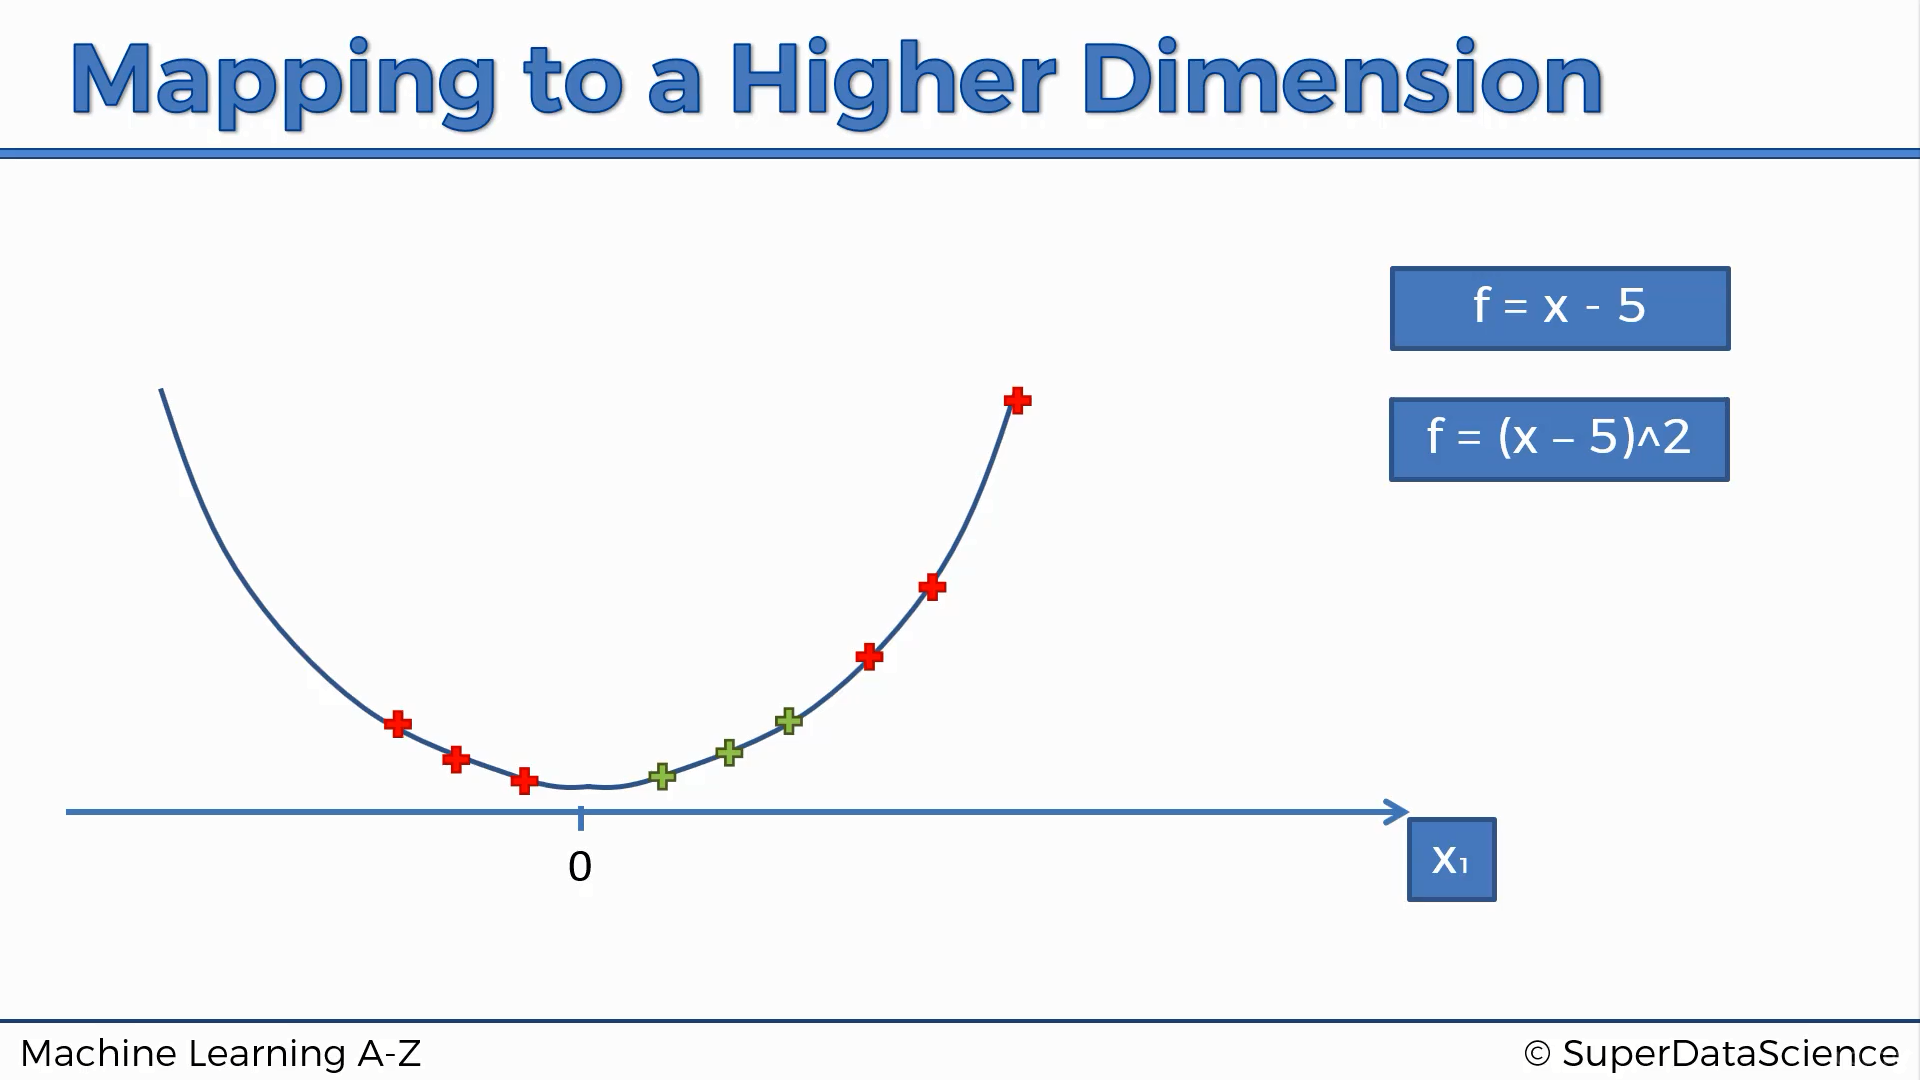 Mapping to a Higher Dimension
f = x - 5
f = (x – 5)^2
0
x₁
Machine Learning A-Z
© SuperDataScience